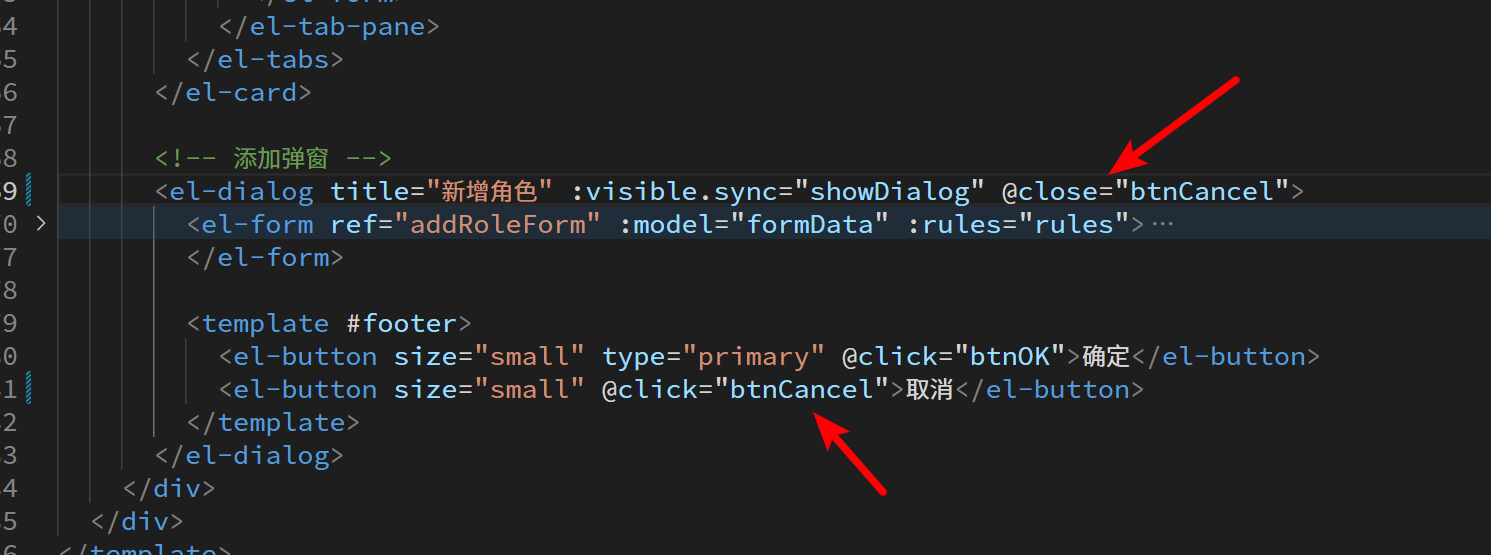 </el-form>
4 </el-tab-pane>
5 </el-tabs>
6 </el-card>
7
8 <!-- 添加弹窗 -->
9 <el-dialog title="新增角色" :visible.sync="showDialog" @close="btnCancel">
0 > <el-form ref="addRoleForm" :model="formData" :rules="rules">…
7 </el-form>
8
9 <template #footer>
0 <el-button size="small" type="primary" @click="btnOK">确定</el-button>
1 <el-button size="small" @click="btnCancel">取消</el-button>
2 </template>
3 </el-dialog>
4 </div>
5 </div>
6 </template>